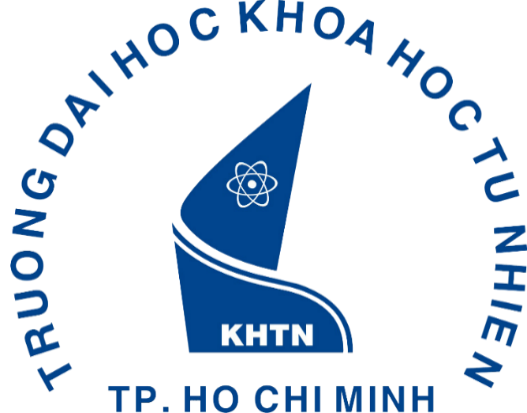 TRUONG DAI HOC KHOA HOC TU NHIEN
KHTN
TP. HO CHI MINH